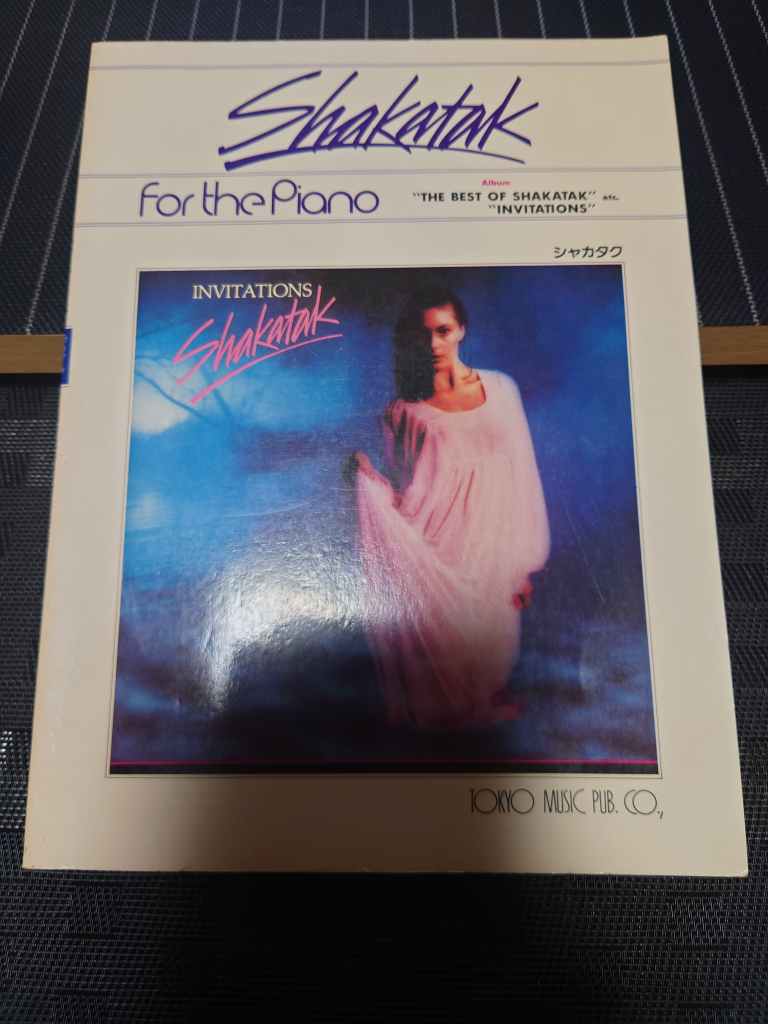 Shakatak
For the Piano
Album
"THE BEST OF SHAKATAK" etc.
"INVITATIONS"
シャカタク
INVITATIONS
Shakatak
TOKYO MUSIC PUB. CO.,